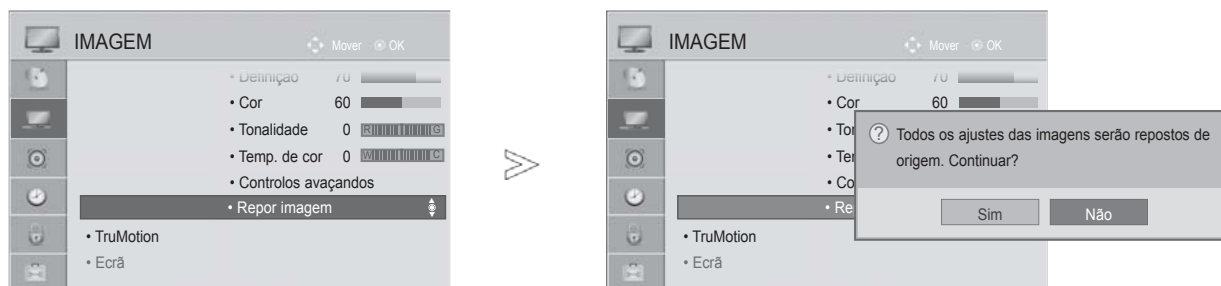 IMAGEM
Mover OK
• Definição 70
• Cor 60
• Tonalidade 0 R G
• Temp. de cor 0 W C
• Controlos avaçandos
• Repor imagem
• TruMotion
• Ecrã
IMAGEM
Mover OK
• Definição 70
• Cor 60
• Ton
• Te
• Co
• Re
• TruMotion
• Ecrã
? Todos os ajustes das imagens serão repostos de
origem. Continuar?
Sim Não